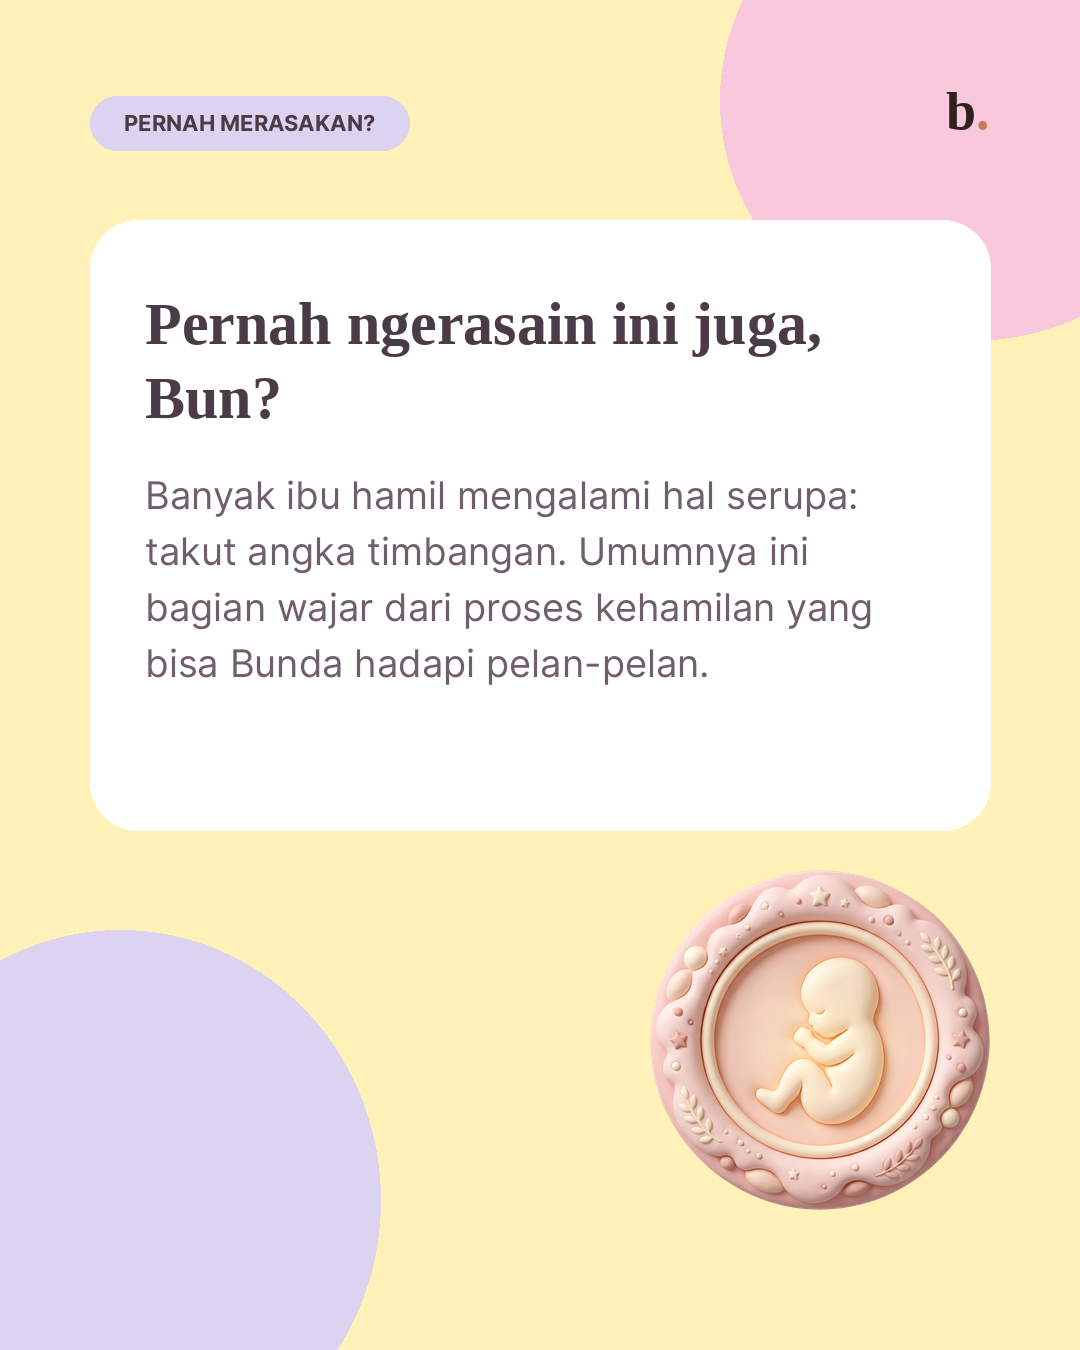 PERNAH MERASAKAN?
b.
Pernah ngerasain ini juga,
Bun?
Banyak ibu hamil mengalami hal serupa:
takut angka timbangan. Umumnya ini
bagian wajar dari proses kehamilan yang
bisa Bunda hadapi pelan-pelan.